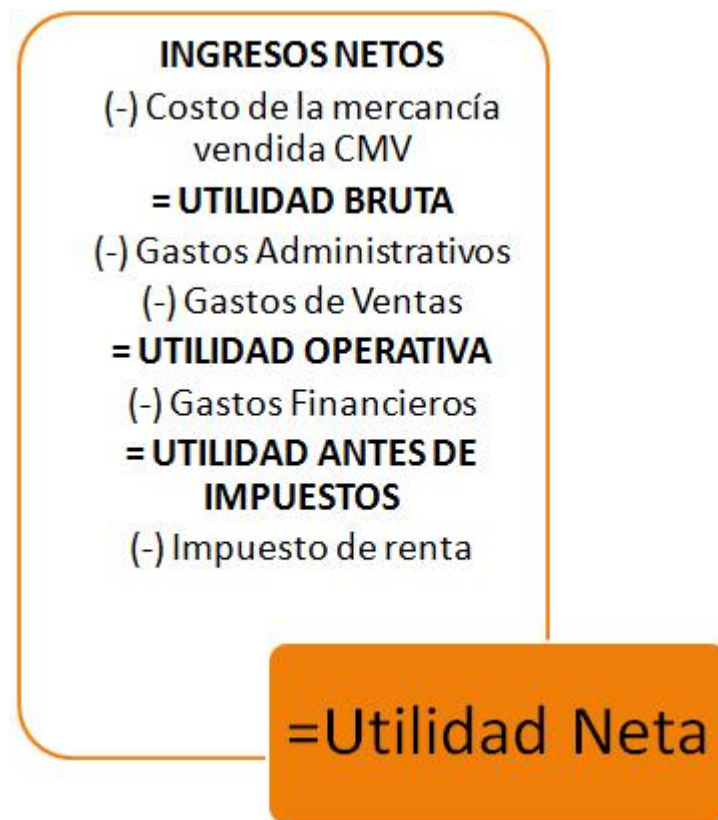 INGRESOS NETOS
(-) Costo de la mercancía
vendida CMV
= UTILIDAD BRUTA
(-) Gastos Administrativos
(-) Gastos de Ventas
= UTILIDAD OPERATIVA
(-) Gastos Financieros
= UTILIDAD ANTES DE
IMPUESTOS
(-) Impuesto de renta
=Utilidad Neta